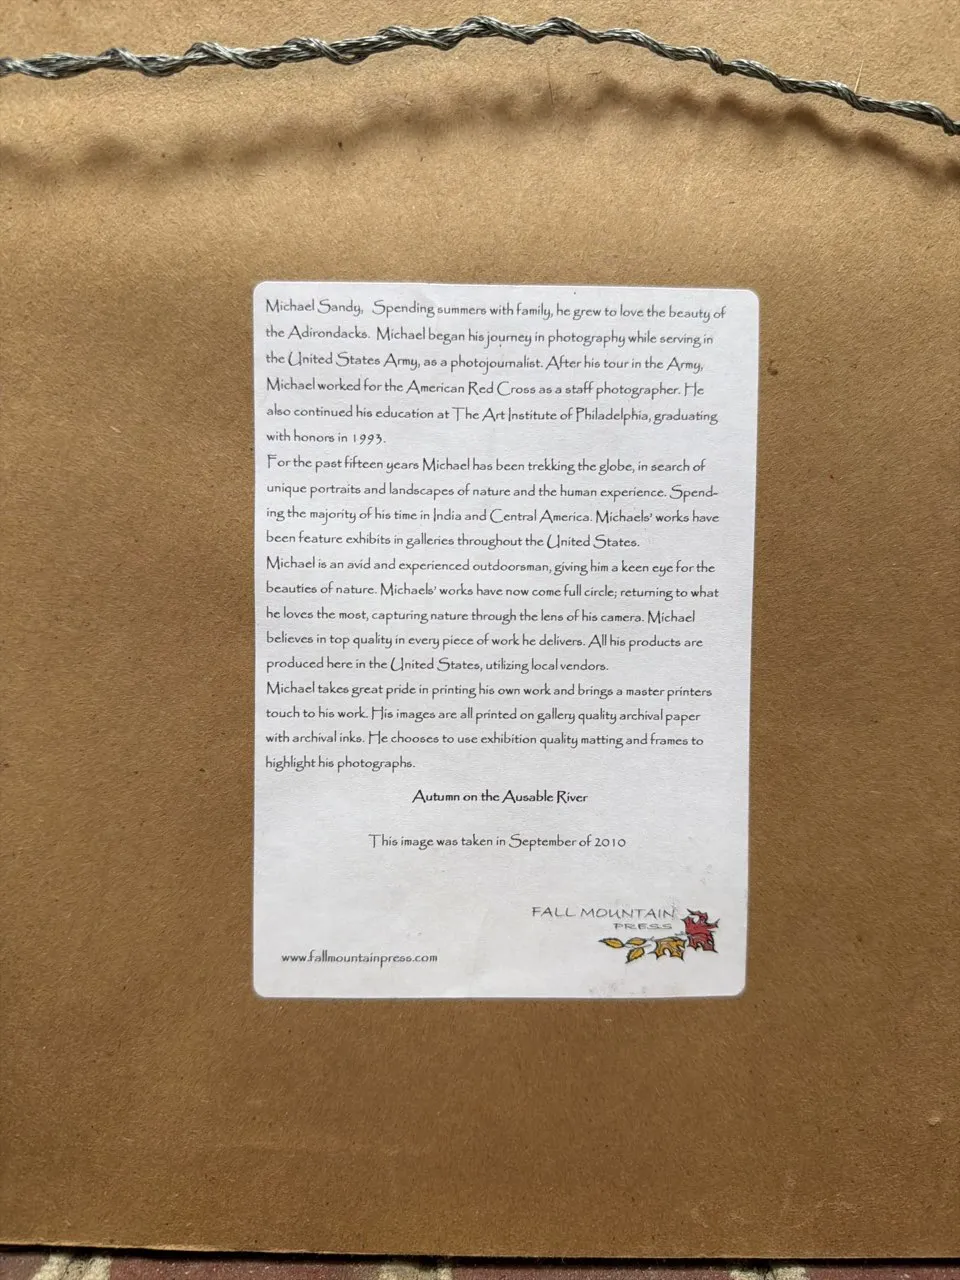 Michael Sandy,  Spending summers with family, he grew to love the beauty of
the Adirondacks.  Michael began his journey in photography while serving in
the United States Army, as a photojournalist. After his tour in the Army,
Michael worked for the American Red Cross as a staff photographer. He
also continued his education at The Art Institute of Philadelphia, graduating
with honors in 1993.
For the past fifteen years Michael has been trekking the globe, in search of
unique portraits and landscapes of nature and the human experience. Spend-
ing the majority of his time in India and Central America. Michaels' works have
been feature exhibits in galleries throughout the United States.
Michael is an avid and experienced outdoorsman, giving him a keen eye for the
beauties of nature. Michaels' works have now come full circle; returning to what
he loves the most, capturing nature through the lens of his camera. Michael
believes in top quality in every piece of work he delivers. All his products are
produced here in the United States, utilizing local vendors.
Michael takes great pride in printing his own work and brings a master printers
touch to his work. His images are all printed on gallery quality archival paper
with archival inks. He chooses to use exhibition quality matting and frames to
highlight his photographs.
Autumn on the Ausable River
This image was taken in September of 2010
FALL MOUNTAIN
PRESS
www.fallmountainpress.com